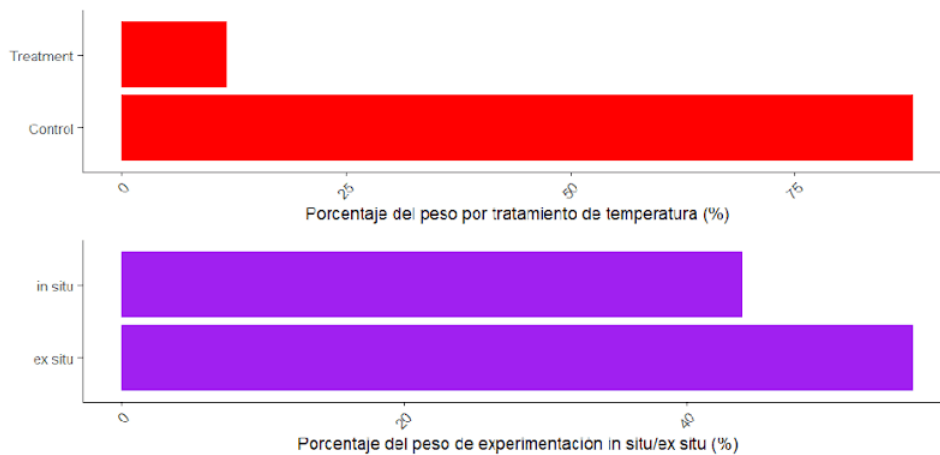 Treatment
Control
0 25 50 75
Porcentaje del peso por tratamiento de temperatura (%)
in situ
ex situ
0 20 40
Porcentaje del peso de experimentación in situ/ex situ (%)